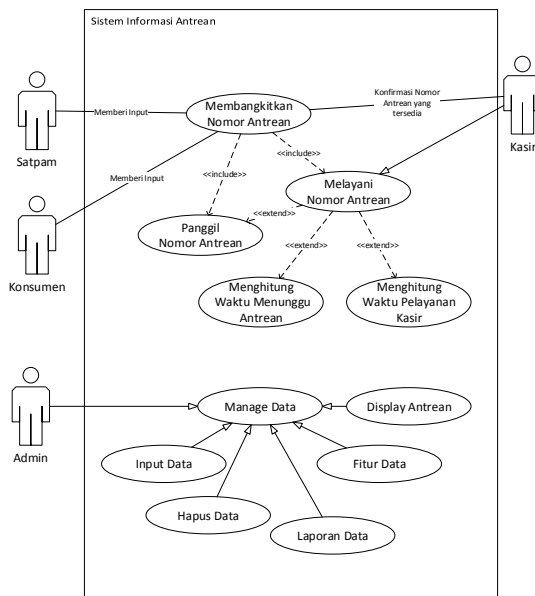 Sistem Informasi Antrean
Satpam
Memberi Input
Membangkitkan
Nomor Antrean
Konfirmasi Nomor
Antrean yang
tersedia
Kasir
<<include>>
<<include>>
Memberi Input
Konsumen
Melayani
Nomor Antrean
<<extend>>
Panggil
Nomor Antrean
<<extend>>
<<extend>>
Menghitung
Waktu Menunggu
Antrean
Menghitung
Waktu Pelayanan
Kasir
Admin
Manage Data
Display Antrean
Input Data
Fitur Data
Hapus Data
Laporan Data